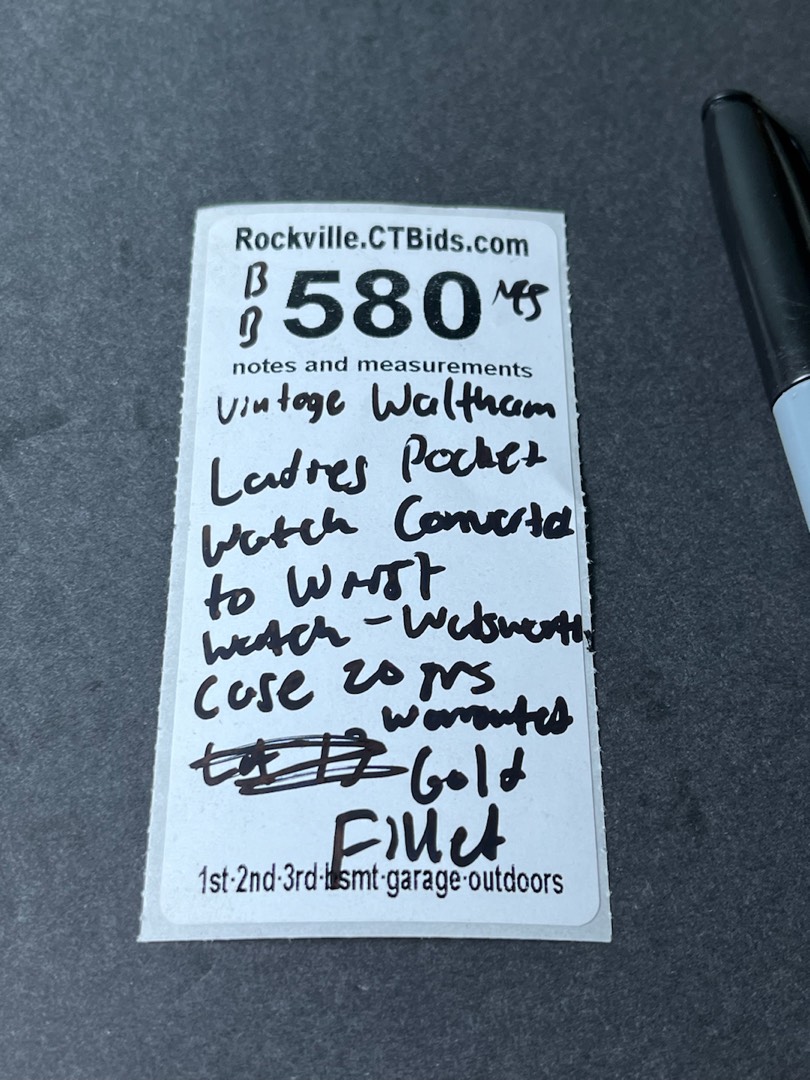 Rockville.CTBids.com
B
B 580
notes and measurements
Vintage Waltham
Ladies Pocket
Watch Converted
to Wrist
Watch - Wadsworth
Case 20 yrs
Warranted
Gold
Filled
1st·2nd·3rd·bsmt·garage·outdoors